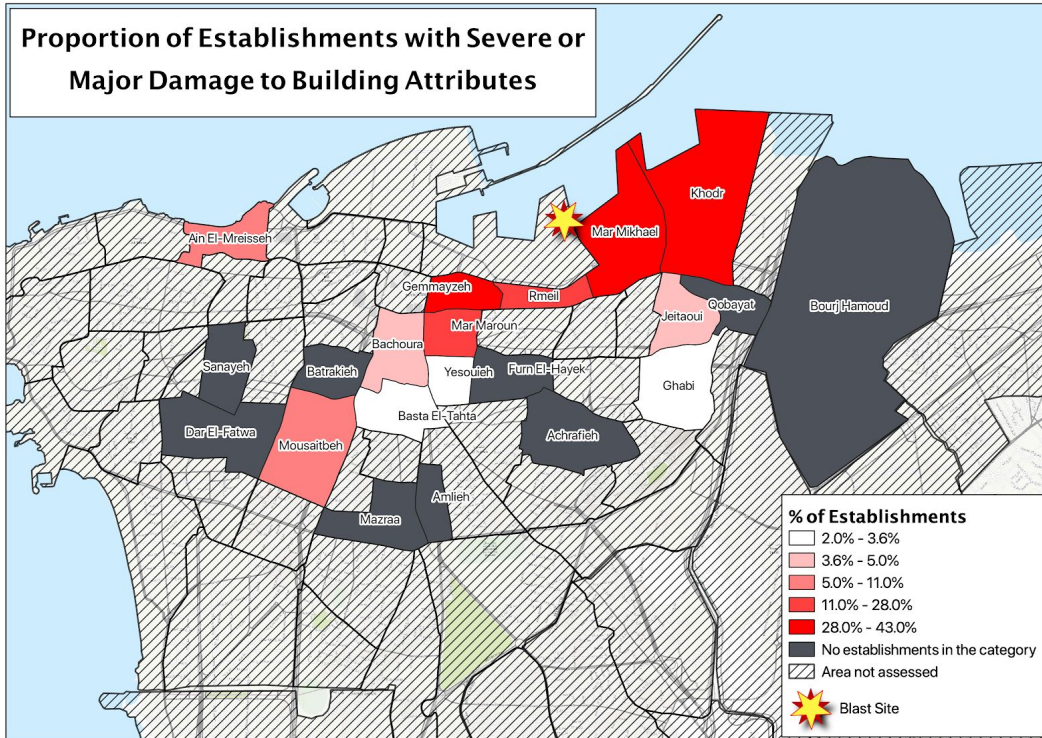 Proportion of Establishments with Severe or
Major Damage to Building Attributes
Khodr
Mar Mikhael
Ain El-Mreisseh
Gemmayzeh
Rmeil
Qobayat
Bourj Hamoud
Jeitaoui
Mar Maroun
Bachoura
Sanayeh
Batrakieh
Yesouieh
Furn El-Hayek
Ghabi
Basta El-Tahta
Dar El-Fatwa
Achrafieh
Mousaitbeh
Amlieh
Mazraa
% of Establishments
2.0% - 3.6%
3.6% - 5.0%
5.0% - 11.0%
11.0% - 28.0%
28.0% - 43.0%
No establishments in the category
Area not assessed
Blast Site